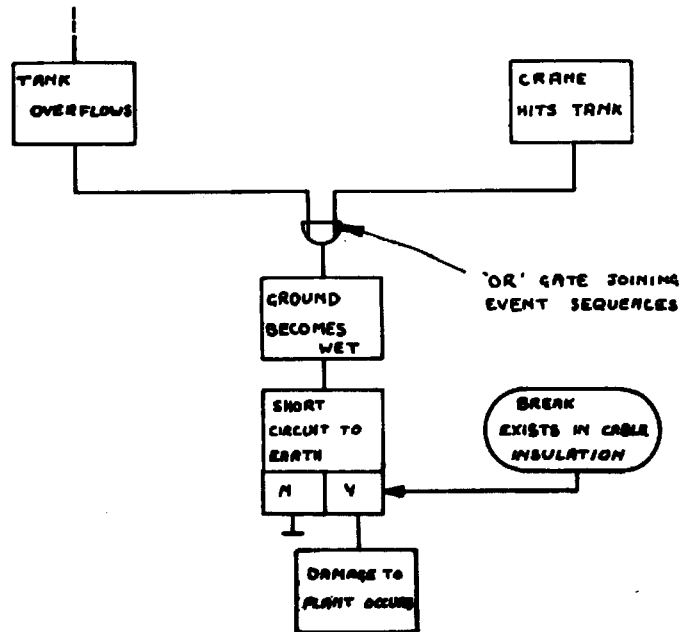 TANK
OVERFLOWS
CRANE
HITS TANK
'OR' GATE JOINING
EVENT SEQUENCES
GROUND
BECOMES
WET
SHORT
CIRCUIT TO
EARTH
N Y
BREAK
EXISTS IN CABLE
INSULATION
DAMAGE TO
PLANT OCCURS